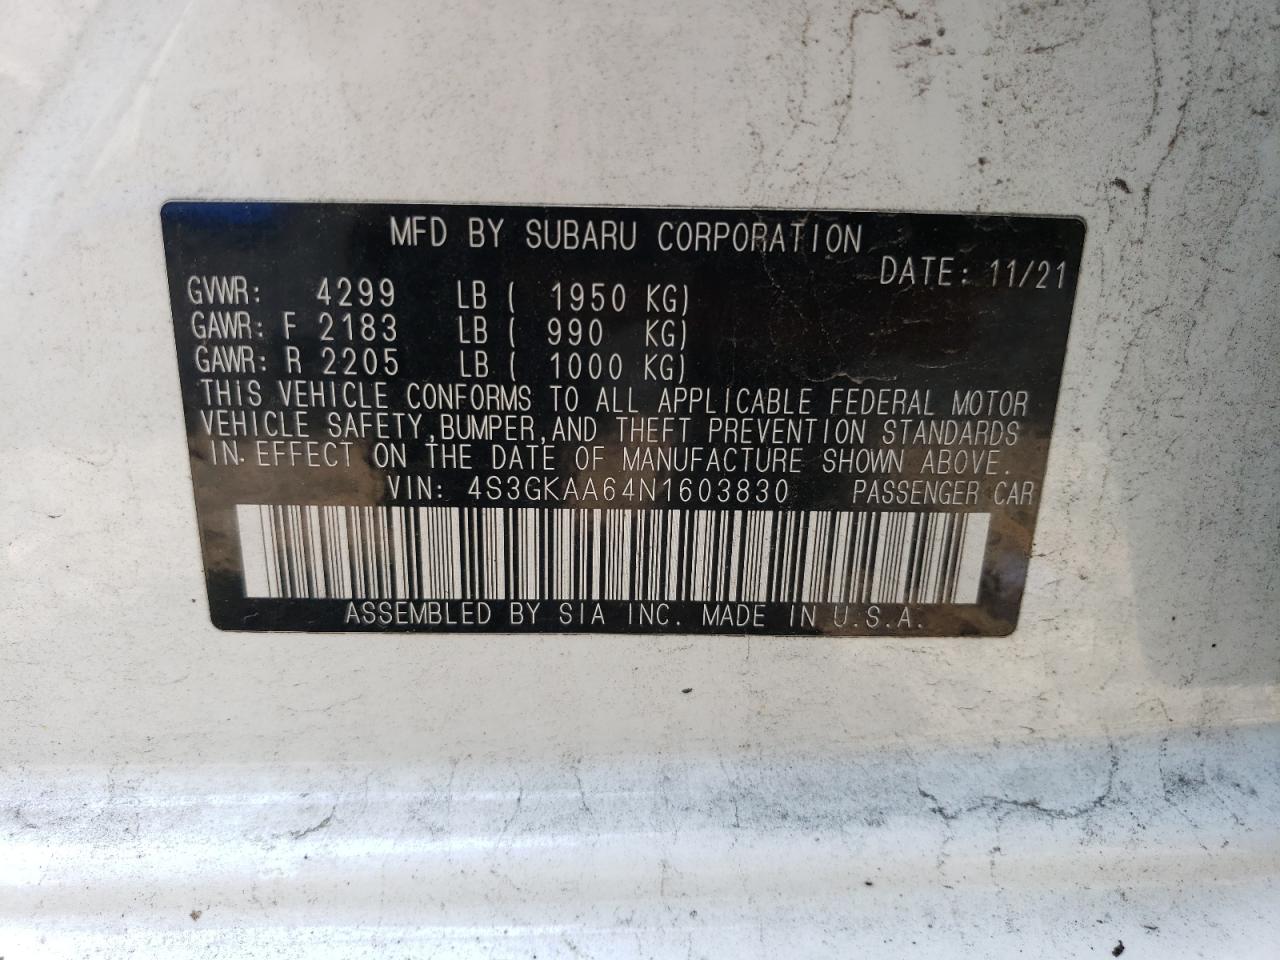 MFD BY SUBARU CORPORATION
DATE: 11/21
GVWR: 4299 LB ( 1950 KG)
GAWR: F 2183 LB ( 990 KG)
GAWR: R 2205 LB ( 1000 KG)
THIS VEHICLE CONFORMS TO ALL APPLICABLE FEDERAL MOTOR
VEHICLE SAFETY, BUMPER, AND THEFT PREVENTION STANDARDS
IN EFFECT ON THE DATE OF MANUFACTURE SHOWN ABOVE.
VIN: 4S3GKAA64N1603830 PASSENGER CAR
ASSEMBLED BY SIA INC. MADE IN U.S.A.